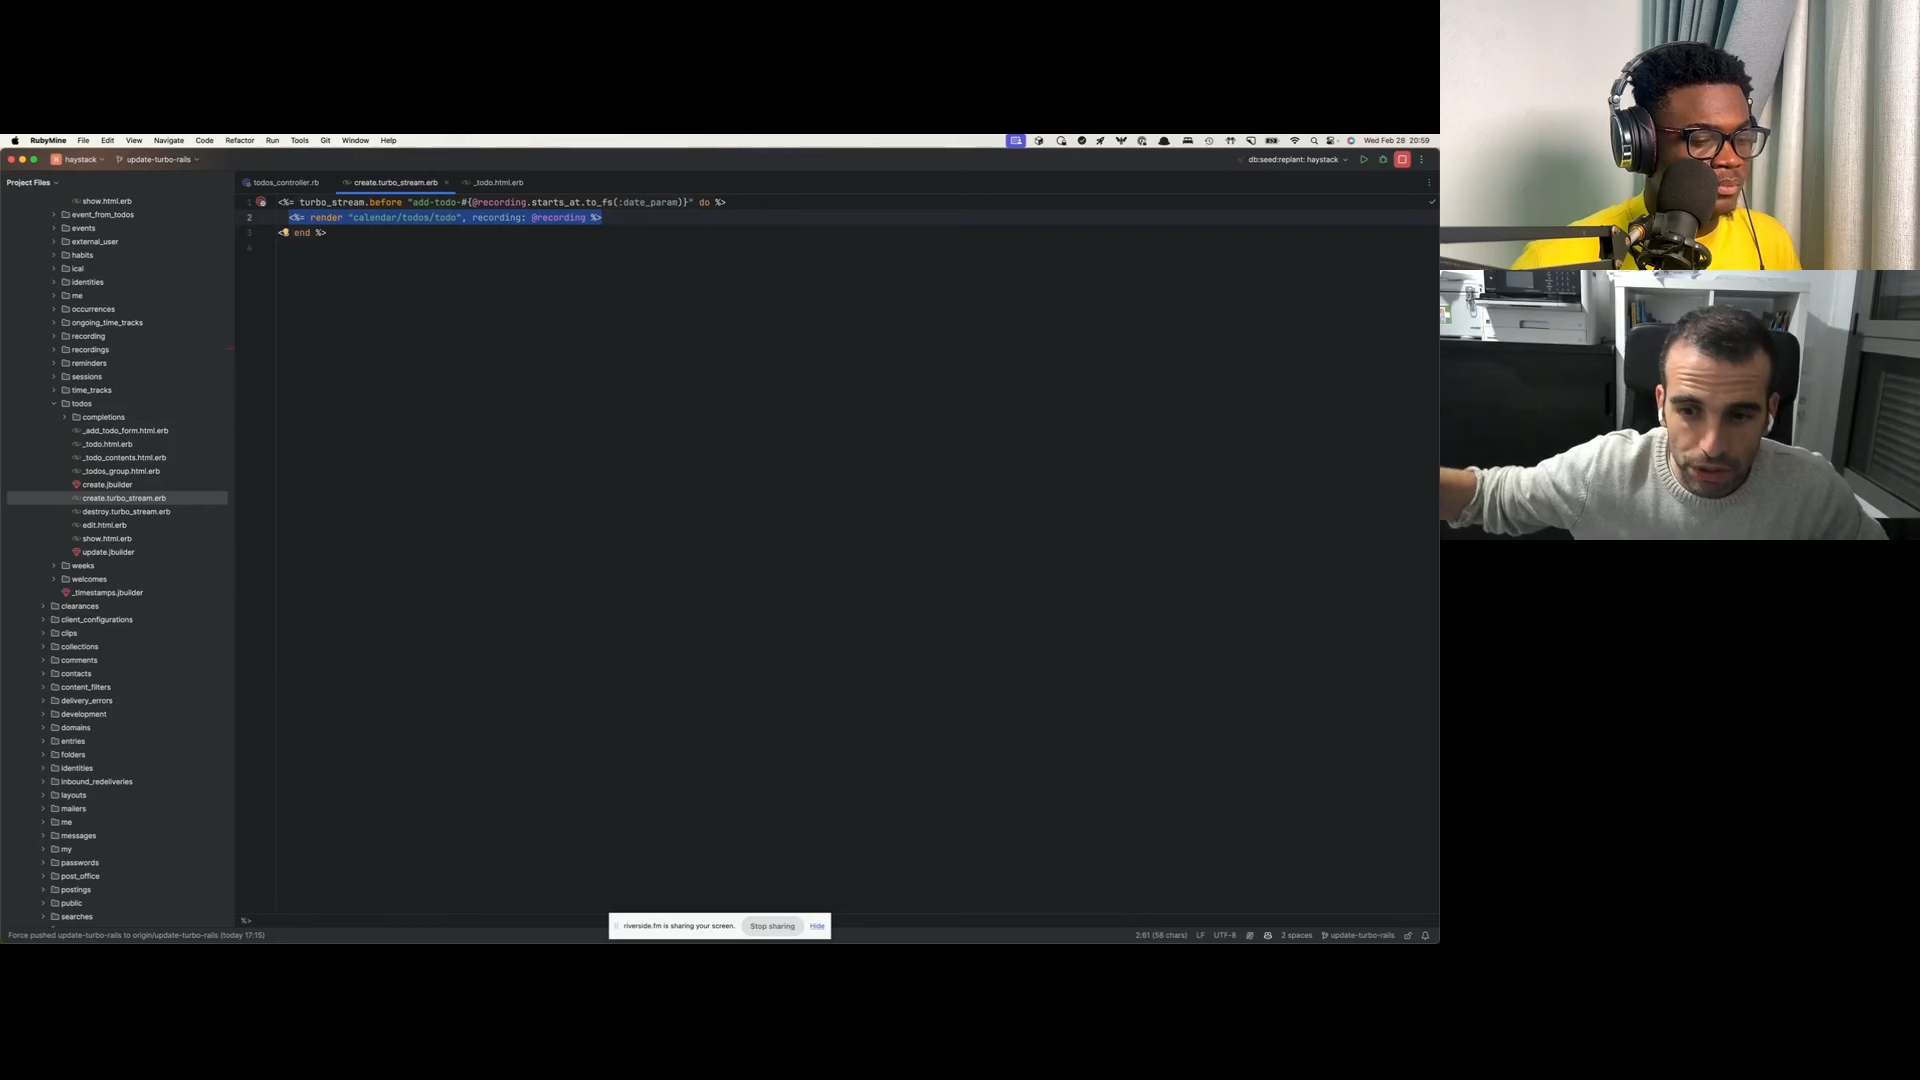 RubyMine File Edit View Navigate Code Refactor Run Tools Git Window Help Wed Feb 28 20:59
haystack update-turbo-rails db:seed:replant: haystack
Project Files todos_controller.rb create.turbo_stream.erb _todo.html.erb
1 <%= turbo_stream.before "add-todo-#{@recording.starts_at.to_fs(:date_param)}" do %>
2 <%= render "calendar/todos/todo", recording: @recording %>
3 < end %>
4
show.html.erb
event_from_todos
events
external_user
habits
ical
identities
me
occurrences
ongoing_time_tracks
recording
recordings
reminders
sessions
time_tracks
todos
completions
_add_todo_form.html.erb
_todo.html.erb
_todo_contents.html.erb
_todos_group.html.erb
create.jbuilder
create.turbo_stream.erb
destroy.turbo_stream.erb
edit.html.erb
show.html.erb
update.jbuilder
weeks
welcomes
_timestamps.jbuilder
clearances
client_configurations
clips
collections
comments
contacts
content_filters
delivery_errors
development
domains
entries
folders
identities
inbound_redeliveries
layouts
mailers
me
messages
my
passwords
post_office
postings
public
searches
%>
riverside.fm is sharing your screen. Stop sharing Hide
Force pushed update-turbo-rails to origin/update-turbo-rails (today 17:15) 2:61 (58 chars) LF UTF-8 2 spaces update-turbo-rails